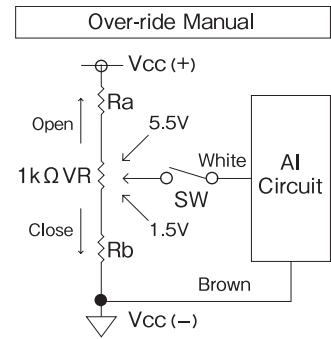 Over-ride Manual
Vcc (+)
Ra
Open
5.5V
1kΩ VR
White
SW
AI
Circuit
1.5V
Close
Rb
Brown
Vcc (−)